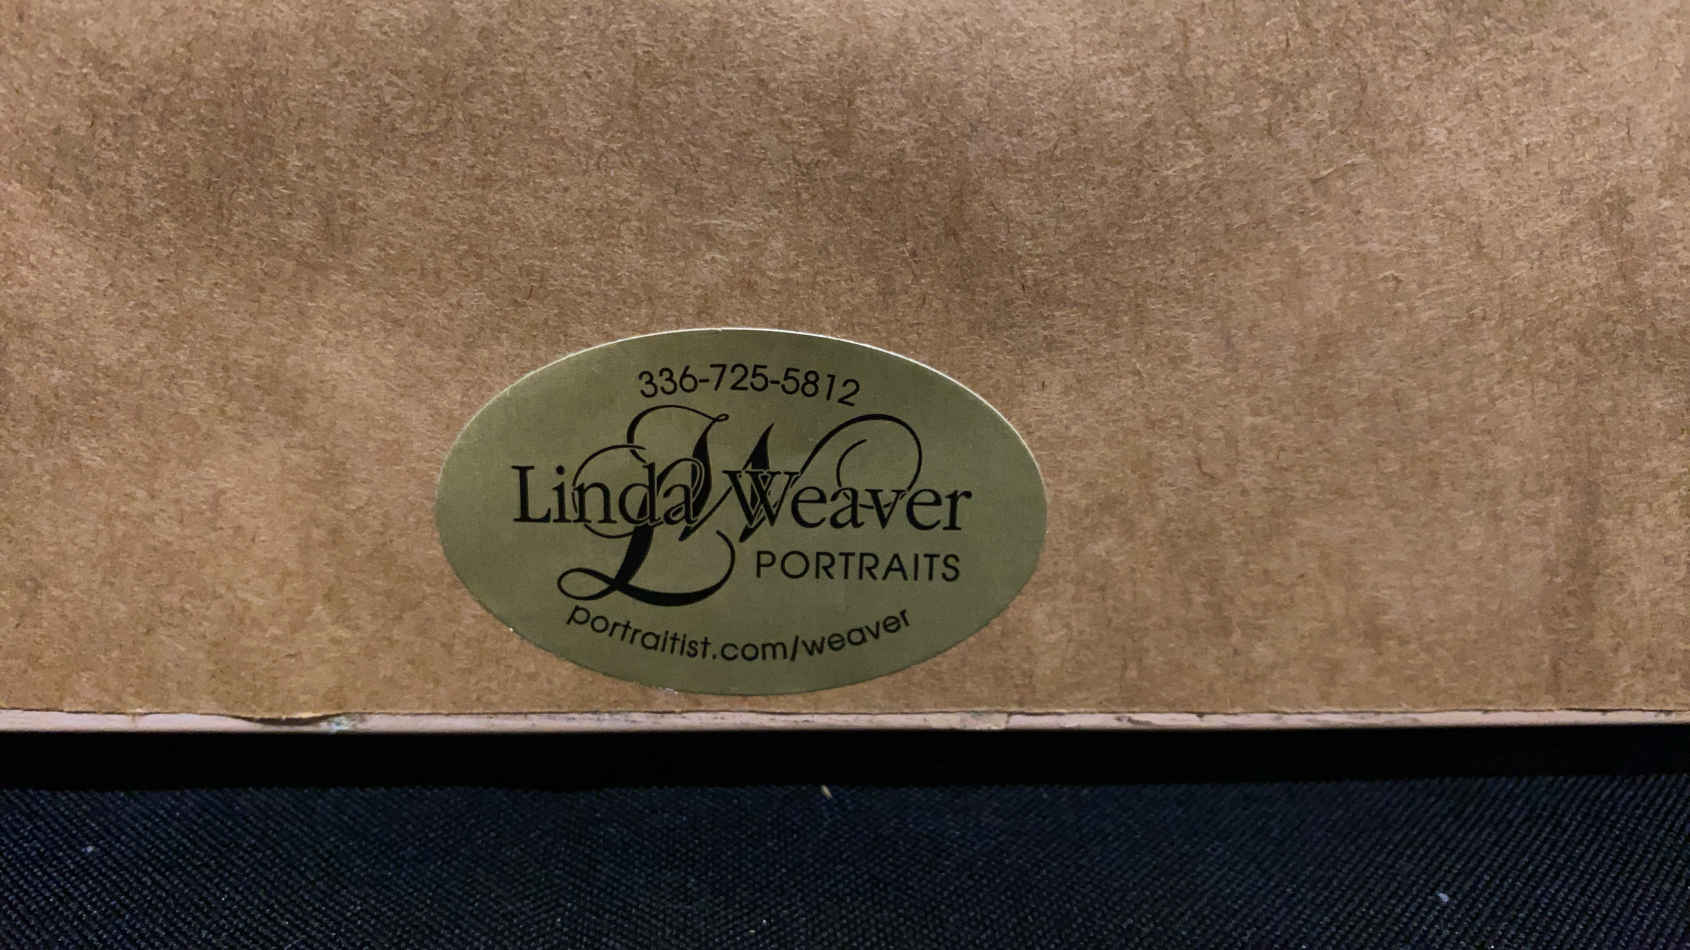 336-725-5812
Linda Weaver
PORTRAITS
portraitist.com/weaver